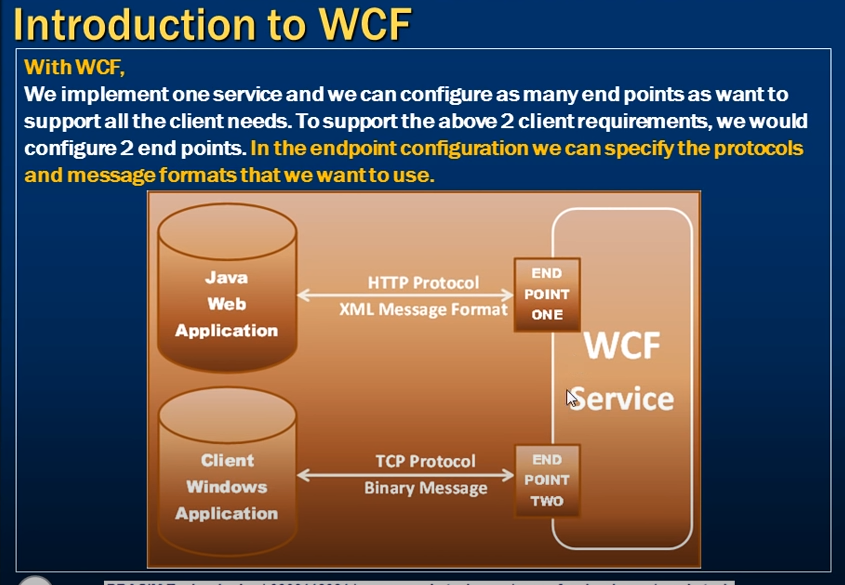 Introduction to WCF
With WCF,
We implement one service and we can configure as many end points as want to
support all the client needs. To support the above 2 client requirements, we would
configure 2 end points. In the endpoint configuration we can specify the protocols
and message formats that we want to use.
Java
Web
Application
HTTP Protocol
XML Message Format
END
POINT
ONE
WCF
Service
Client
Windows
Application
TCP Protocol
Binary Message
END
POINT
TWO